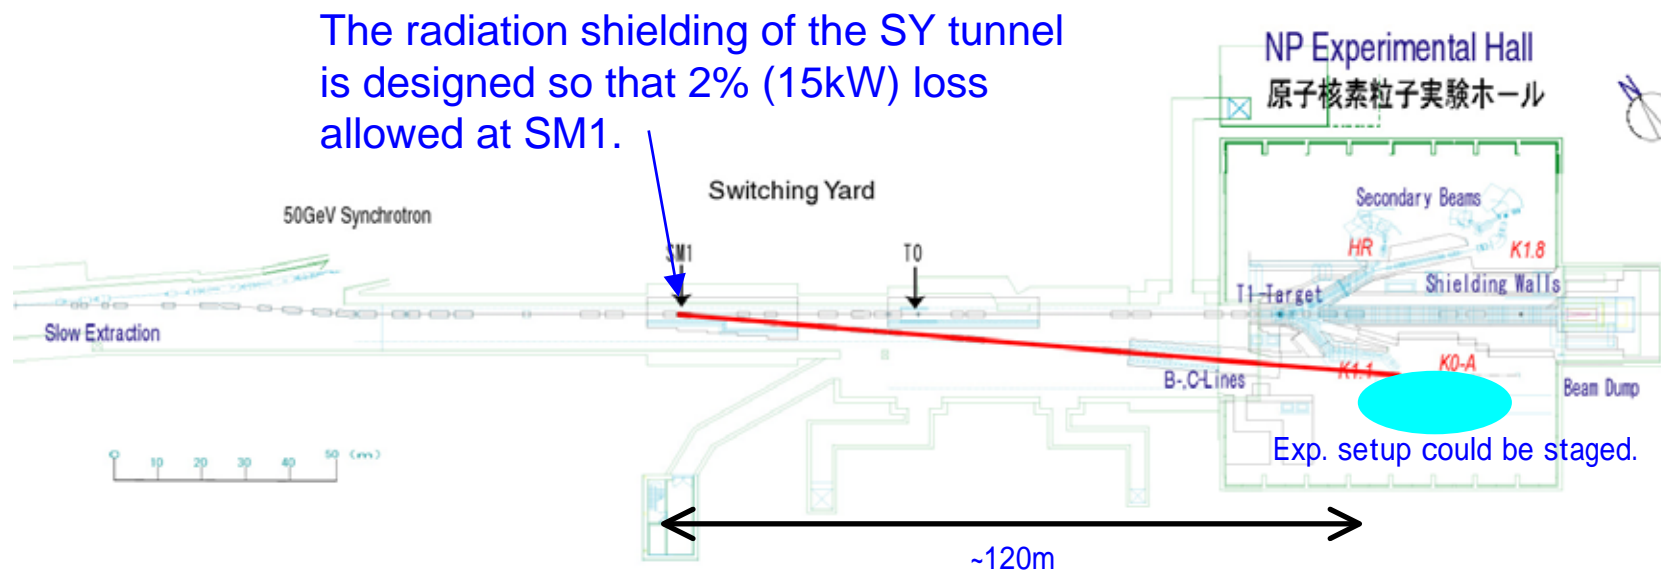 The radiation shielding of the SY tunnel
is designed so that 2% (15kW) loss
allowed at SM1.
NP Experimental Hall
原子核素粒子実験ホール
N
Switching Yard
50GeV Synchrotron
Secondary Beams
SM1
T0
HR
K1.8
T1-Target
Shielding Walls
Slow Extraction
K1.1
K0-A
B-,C-Lines
Beam Dump
Exp. setup could be staged.
0 10 20 30 40 50 (m)
~120m